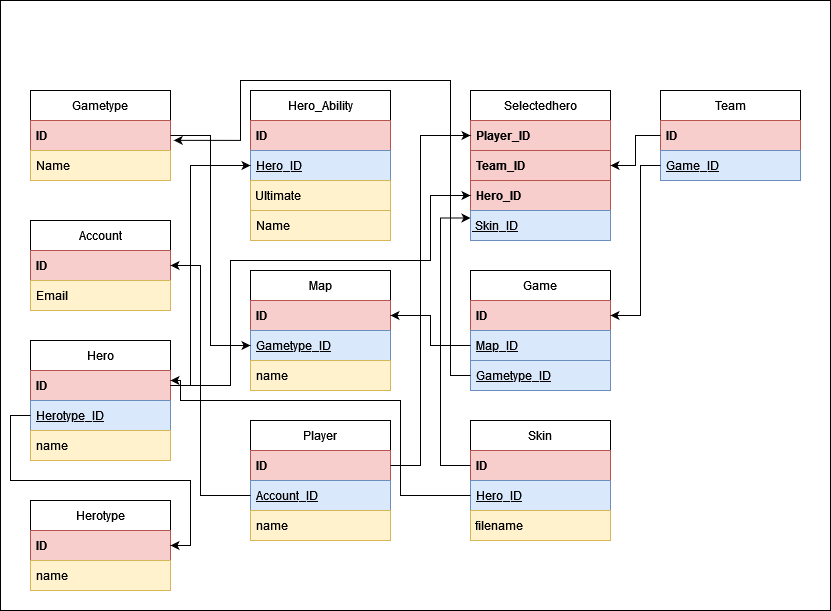 Gametype
ID
Name
Hero_Ability
ID
Hero_ID
Ultimate
Name
Selectedhero
Player_ID
Team_ID
Hero_ID
Skin_ID
Team
ID
Game_ID
Account
ID
Email
Map
ID
Gametype_ID
name
Game
ID
Map_ID
Gametype_ID
Hero
ID
Herotype_ID
name
Player
ID
Account_ID
name
Skin
ID
Hero_ID
filename
Herotype
ID
name